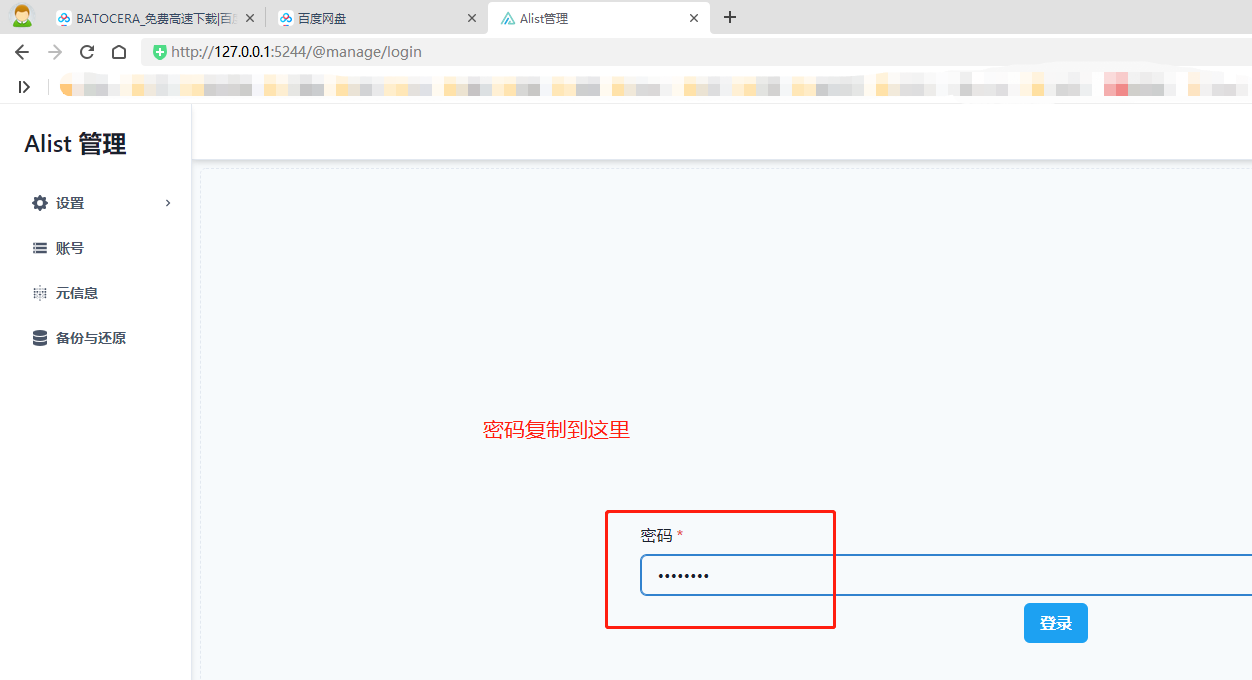 BATOCERA_免费高速下载|百
百度网盘
Alist管理
http://127.0.0.1:5244/@manage/login
Alist 管理
设置
账号
元信息
备份与还原
密码复制到这里
密码 *
登录